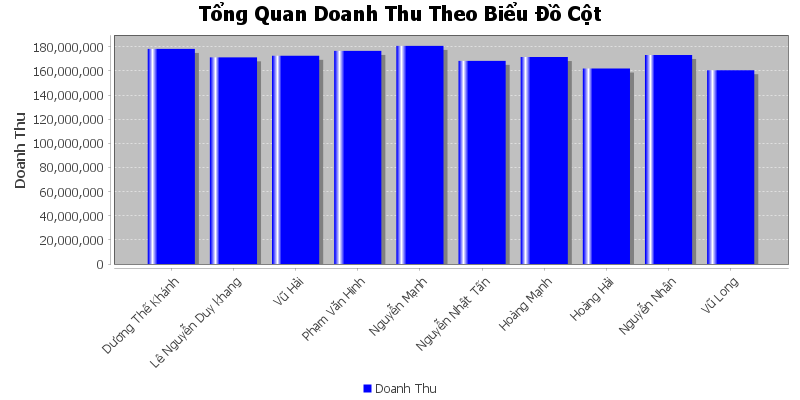 Tổng Quan Doanh Thu Theo Biểu Đồ Cột
Doanh Thu
180,000,000
160,000,000
140,000,000
120,000,000
100,000,000
80,000,000
60,000,000
40,000,000
20,000,000
0
Dương Thế Khánh
Lê Nguyễn Duy Khang
Vũ Hải
Phạm Văn Hinh
Nguyễn Mạnh
Nguyễn Nhật Tấn
Hoàng Mạnh
Hoàng Hải
Nguyễn Nhân
Vũ Long
Doanh Thu